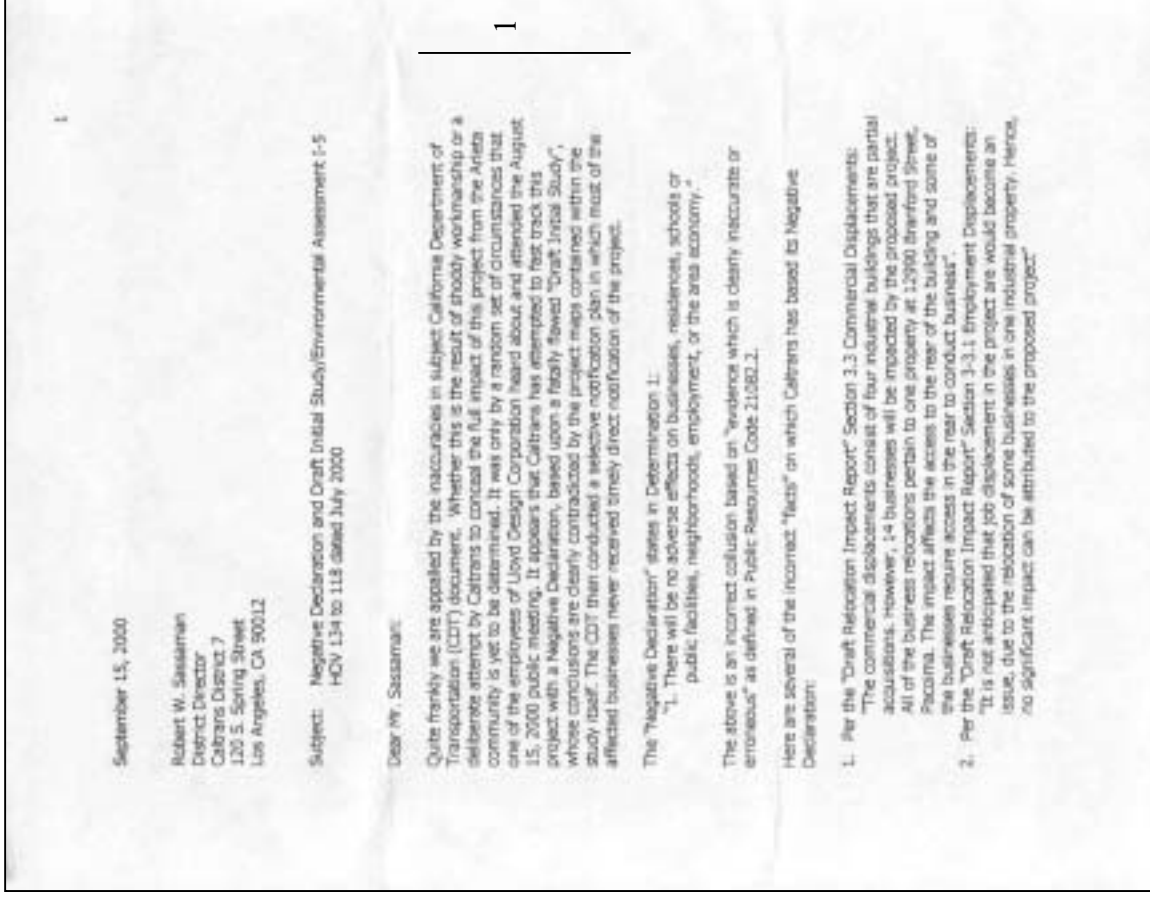 1
1
September 15, 2000
Robert W. Sassaman
District Director
Caltrans District 7
120 S. Spring Street
Los Angeles, CA 90012
Subject: Negative Declaration and Draft Initial Study/Environmental Assessment I-5
HOV 134 to 118 dated July 2000
Dear Mr. Sassaman:
Quite frankly we are appalled by the inaccuracies in subject California Department of
Transportation (CDT) document. Whether this is the result of shoddy workmanship or a
deliberate attempt by Caltrans to conceal the full impact of this project from the Arleta
community is yet to be determined. It was only by a random set of circumstances that
one of the employees of Loyd Design Corporation heard about and attended the August
15, 2000 public meeting. It appears that Caltrans has attempted to fast track this
project with a Negative Declaration, based upon a fatally flawed "Draft Initial Study",
whose conclusions are clearly contradicted by the project maps contained within the
study itself. The CDT then conducted a selective notification plan in which most of the
affected businesses never received timely direct notification of the project.
The "Negative Declaration" states in Determination 1:
"1. There will be no adverse effects on businesses, residences, schools or
public facilities, neighborhoods, employment, or the area economy."
The above is an incorrect collusion based on "evidence which is clearly inaccurate or
erroneous" as defined in Public Resources Code 21082.2.
Here are several of the incorrect "facts" on which Caltrans has based its Negative
Declaration:
1. Per the "Draft Relocation Impact Report" Section 3.3 Commercial Displacements:
"The commercial displacements consist of four industrial buildings that are partial
acquisitions. However, 14 businesses will be impacted by the proposed project.
All of the business relocations pertain to one property at 12990 Branford Street,
Pacoima. The impact affects the access to the rear of the building and some of
the businesses require access in the rear to conduct business".
2. Per the "Draft Relocation Impact Report" Section 3-3.1 Employment Displacements:
"It is not anticipated that job displacement in the project are would become an
issue, due to the relocation of some businesses in one industrial property. Hence,
no significant impact can be attributed to the proposed project"